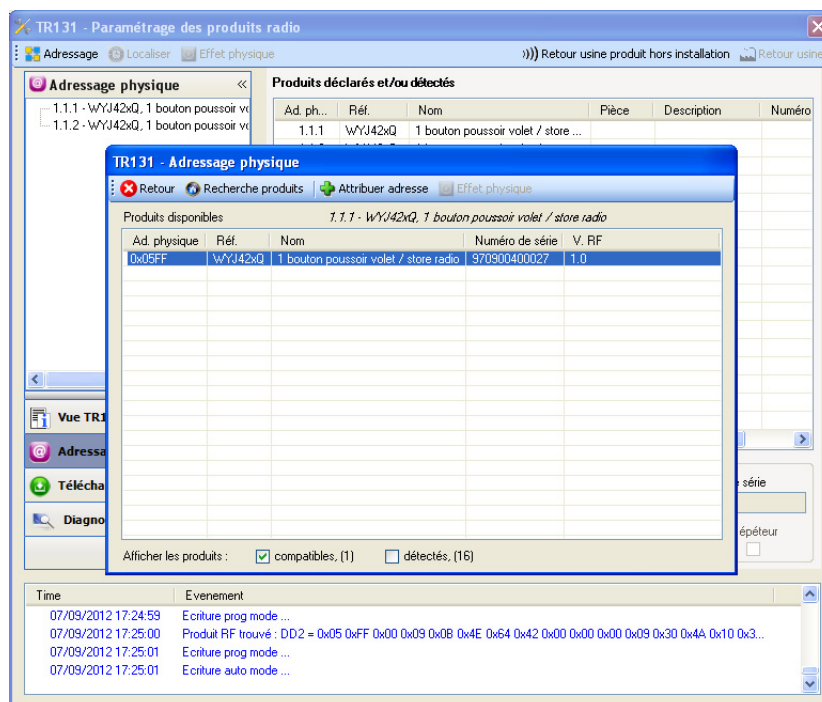 TR131 - Paramétrage des produits radio
Adressage Localiser Effet physique ))) Retour usine produit hors installation Retour usine
Adressage physique «
Produits déclarés et/ou détectés
1.1.1 - WYJ42xQ, 1 bouton poussoir vo
1.1.2 - WYJ42xQ, 1 bouton poussoir vo
Ad. ph... Réf. Nom Pièce Description Numéro
1.1.1 WYJ42xQ 1 bouton poussoir volet / store ...
TR131 - Adressage physique
Retour Recherche produits Attribuer adresse Effet physique
Produits disponibles 1.1.1 - WYJ42xQ, 1 bouton poussoir volet / store radio
Ad. physique Réf. Nom Numéro de série V. RF
0x05FF WYJ42xQ 1 bouton poussoir volet / store radio 970900400027 1.0
Vue TR1
Adressa
Télécha
Diagno
série
épéteur
Afficher les produits : compatibles, (1) détectés, (16)
Time Evenement
07/09/2012 17:24:59 Ecriture prog mode ...
07/09/2012 17:25:00 Produit RF trouvé : DD2 = 0x05 0xFF 0x00 0x09 0x0B 0x4E 0x64 0x42 0x00 0x00 0x00 0x09 0x30 0x4A 0x10 0x3...
07/09/2012 17:25:01 Ecriture prog mode ...
07/09/2012 17:25:01 Ecriture auto mode ...